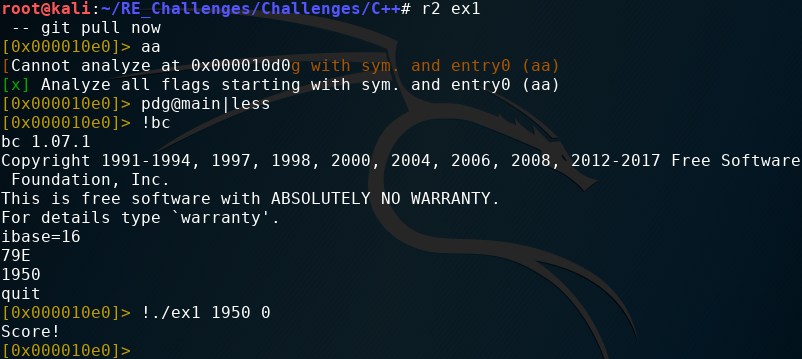 root@kali:~/RE_Challenges/Challenges/C++# r2 ex1
 -- git pull now
[0x000010e0]> aa
[Cannot analyze at 0x000010d0g with sym. and entry0 (aa)
[x] Analyze all flags starting with sym. and entry0 (aa)
[0x000010e0]> pdg@main|less
[0x000010e0]> !bc
bc 1.07.1
Copyright 1991-1994, 1997, 1998, 2000, 2004, 2006, 2008, 2012-2017 Free Software
 Foundation, Inc.
This is free software with ABSOLUTELY NO WARRANTY.
For details type `warranty'.
ibase=16
79E
1950
quit
[0x000010e0]> !./ex1 1950 0
Score!
[0x000010e0]>